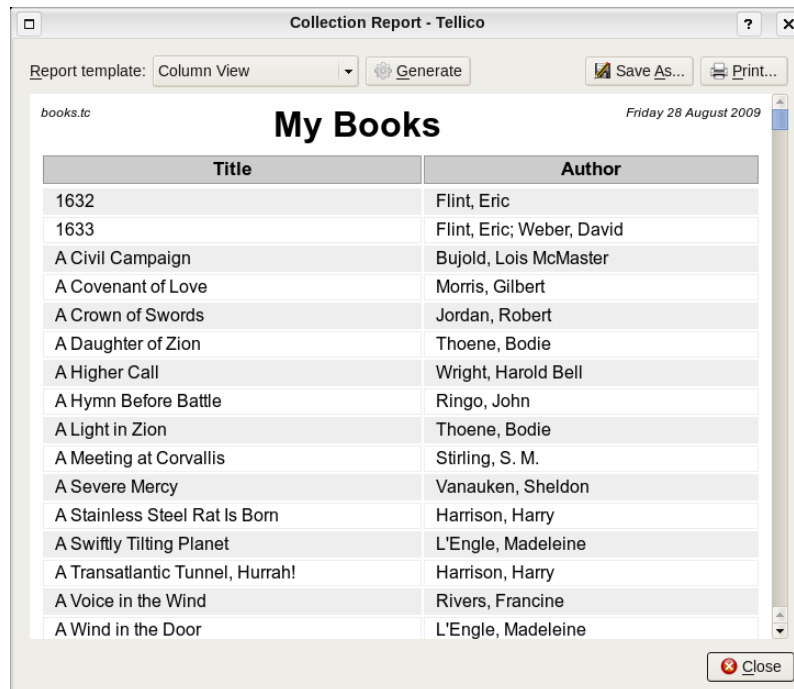 Collection Report - Tellico
?
Report template: Column View Generate Save As... Print...
books.tc My Books Friday 28 August 2009
Title Author
1632 Flint, Eric
1633 Flint, Eric; Weber, David
A Civil Campaign Bujold, Lois McMaster
A Covenant of Love Morris, Gilbert
A Crown of Swords Jordan, Robert
A Daughter of Zion Thoene, Bodie
A Higher Call Wright, Harold Bell
A Hymn Before Battle Ringo, John
A Light in Zion Thoene, Bodie
A Meeting at Corvallis Stirling, S. M.
A Severe Mercy Vanauken, Sheldon
A Stainless Steel Rat Is Born Harrison, Harry
A Swiftly Tilting Planet L'Engle, Madeleine
A Transatlantic Tunnel, Hurrah! Harrison, Harry
A Voice in the Wind Rivers, Francine
A Wind in the Door L'Engle, Madeleine
Close